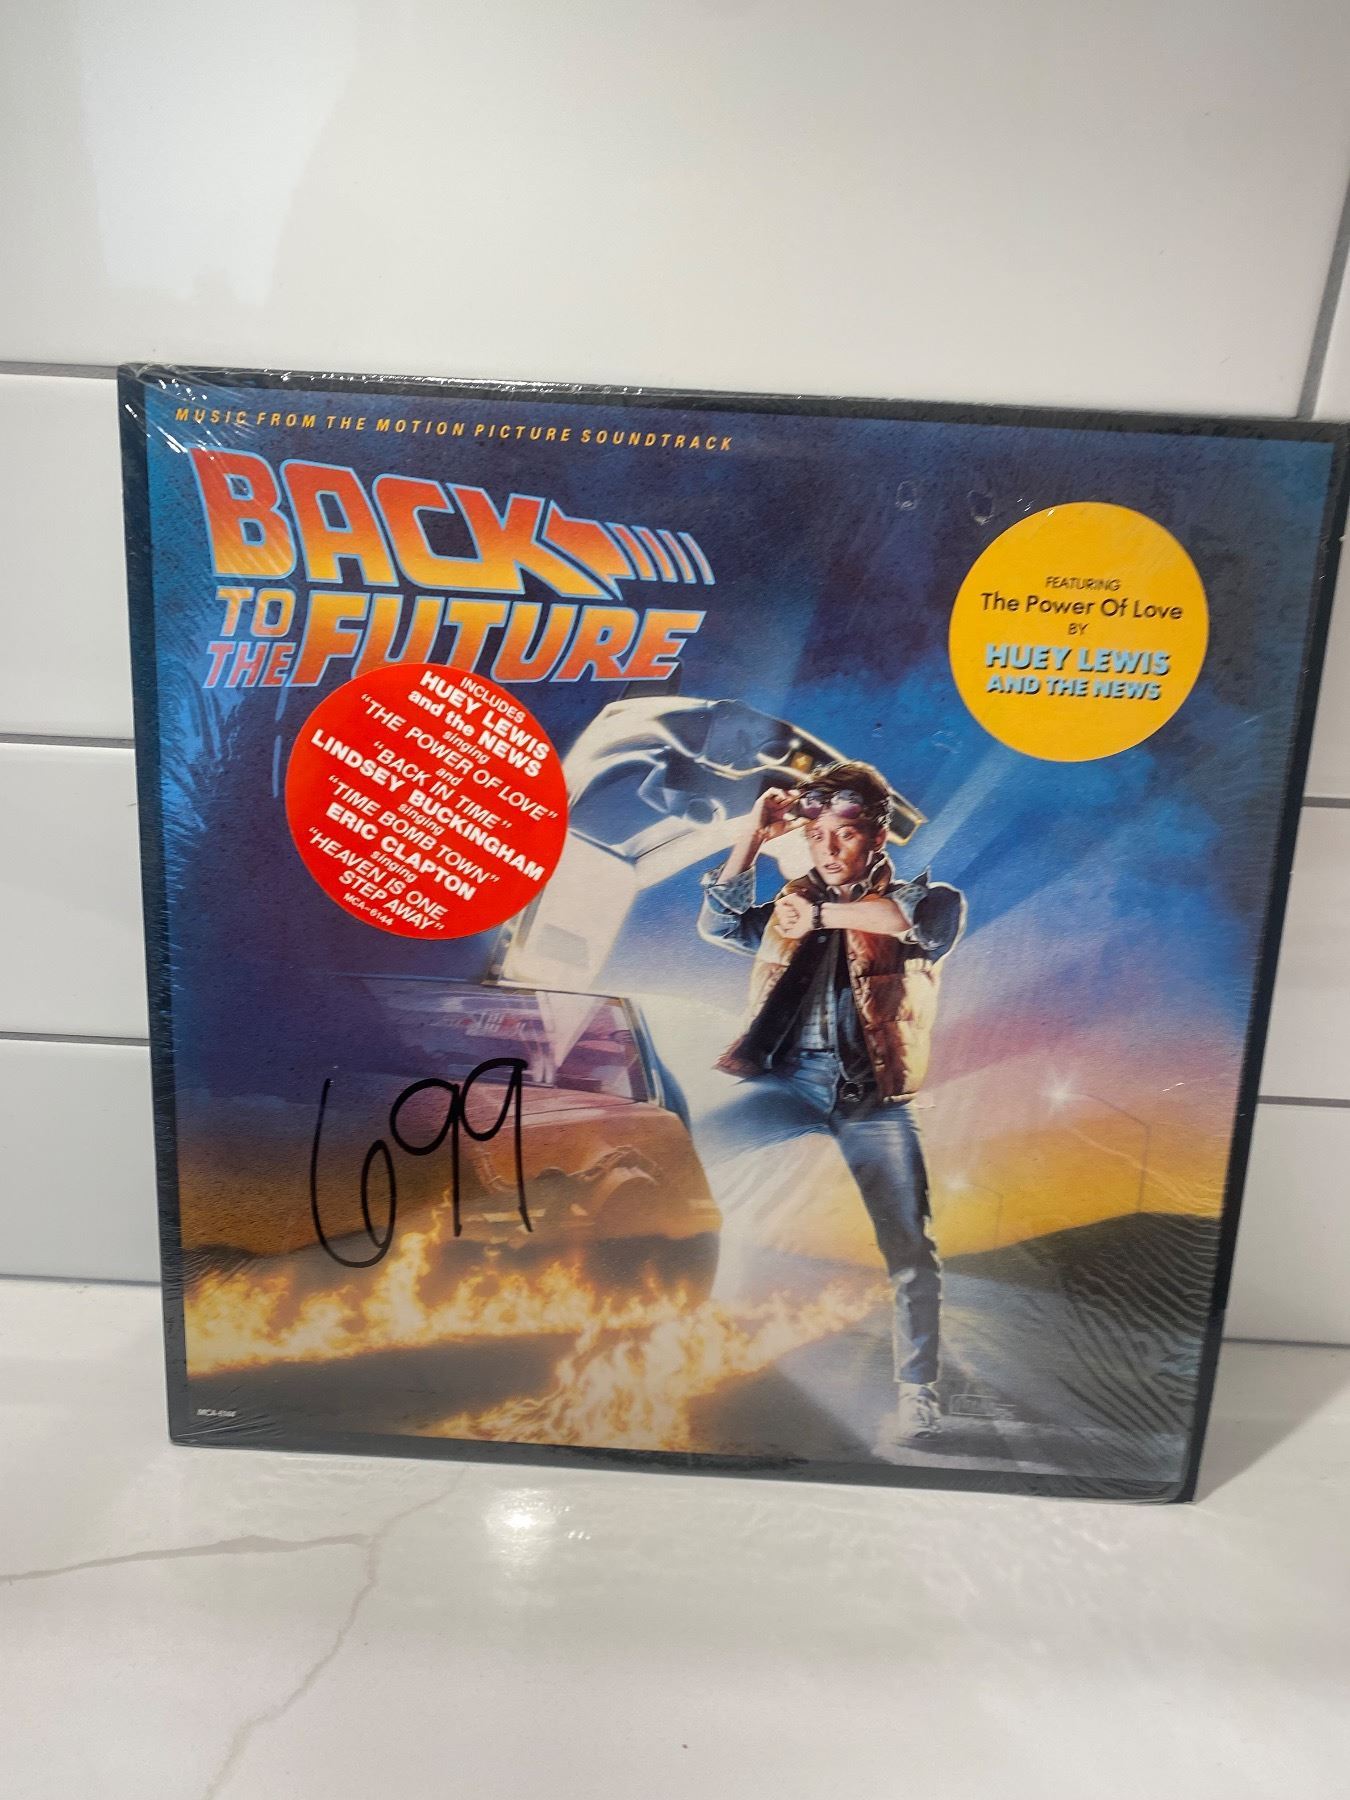 MUSIC FROM THE MOTION PICTURE SOUNDTRACK
BACK
TO
THE FUTURE
FEATURING
The Power Of Love
BY
HUEY LEWIS
AND THE NEWS
INCLUDES
HUEY LEWIS
and the NEWS
singing
"THE POWER OF LOVE"
and
"BACK IN TIME"
LINDSEY BUCKINGHAM
singing
"TIME BOMB TOWN"
ERIC CLAPTON
singing
"HEAVEN IS ONE
STEP AWAY"
MCA-6144
699
MCA-6144